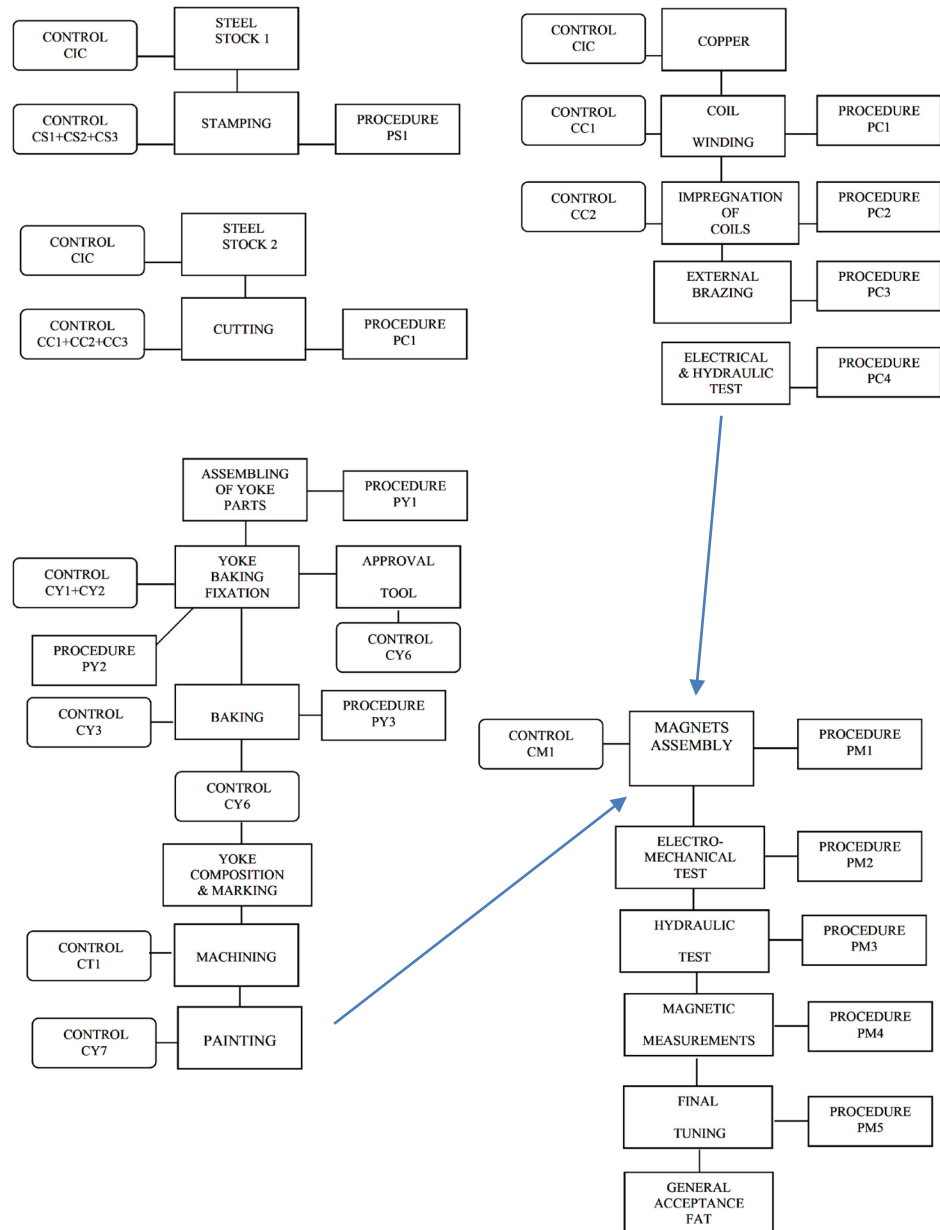 CONTROL
CIC
STEEL
STOCK 1
CONTROL
CS1+CS2+CS3
STAMPING
PROCEDURE
PS1
CONTROL
CIC
STEEL
STOCK 2
CONTROL
CC1+CC2+CC3
CUTTING
PROCEDURE
PC1
CONTROL
CIC
COPPER
CONTROL
CC1
COIL
WINDING
PROCEDURE
PC1
CONTROL
CC2
IMPREGNATION
OF
COILS
PROCEDURE
PC2
EXTERNAL
BRAZING
PROCEDURE
PC3
ELECTRICAL
& HYDRAULIC
TEST
PROCEDURE
PC4
ASSEMBLING
OF YOKE
PARTS
PROCEDURE
PY1
CONTROL
CY1+CY2
YOKE
BAKING
FIXATION
APPROVAL
TOOL
PROCEDURE
PY2
CONTROL
CY6
CONTROL
CY3
BAKING
PROCEDURE
PY3
CONTROL
CY6
YOKE
COMPOSITION
& MARKING
CONTROL
CT1
MACHINING
CONTROL
CY7
PAINTING
CONTROL
CM1
MAGNETS
ASSEMBLY
PROCEDURE
PM1
ELECTRO-
MECHANICAL
TEST
PROCEDURE
PM2
HYDRAULIC
TEST
PROCEDURE
PM3
MAGNETIC
MEASUREMENTS
PROCEDURE
PM4
FINAL
TUNING
PROCEDURE
PM5
GENERAL
ACCEPTANCE
FAT